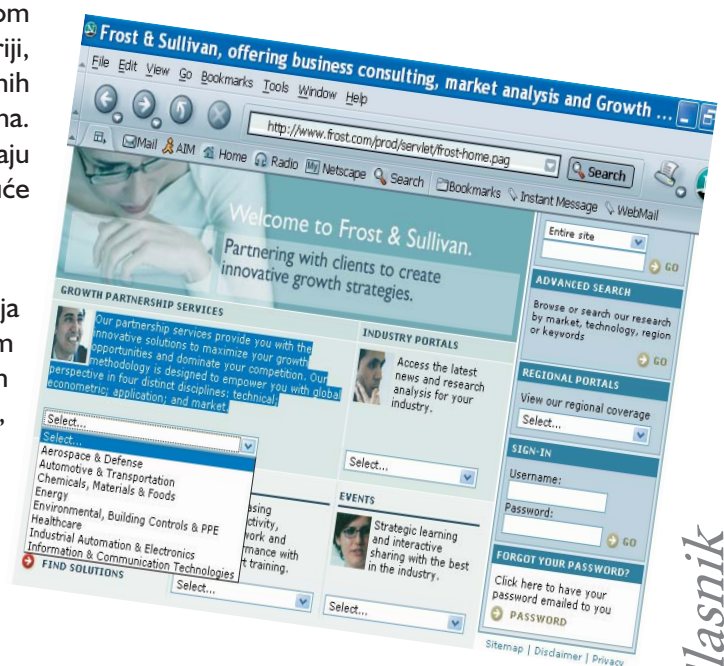 om
riji,
nih
na.
aju
uće
ija
m
n
,
Frost & Sullivan, offering business consulting, market analysis and Growth ...
File Edit View Go Bookmarks Tools Window Help
http://www.frost.com/prod/servlet/frost-home.pag
Search
Mail AIM Home Radio My Netscape Search Bookmarks Instant Message WebMail
Welcome to Frost & Sullivan.
Partnering with clients to create
innovative growth strategies.
GROWTH PARTNERSHIP SERVICES
Our partnership services provide you with the
innovative solutions to maximize your growth
opportunities and dominate your competition. Our
methodology is designed to empower you with global
perspective in four distinct disciplines: technical;
econometric; application; and market.
Select...
Select...
Aerospace & Defense
Automotive & Transportation
Chemicals, Materials & Foods
Energy
Environmental, Building Controls & PPE
Healthcare
Industrial Automation & Electronics
Information & Communication Technologies
FIND SOLUTIONS
INDUSTRY PORTALS
Access the latest
news and research
analysis for your
industry.
Select...
asing
ctivity,
work and
rmance with
t training.
Select...
EVENTS
Strategic learning
and interactive
sharing with the best
in the industry.
Select...
Entire site
GO
ADVANCED SEARCH
Browse or search our research
by market, technology, region
or keywords
GO
REGIONAL PORTALS
View our regional coverage
Select...
SIGN-IN
Username:
Password:
GO
FORGOT YOUR PASSWORD?
Click here to have your
password emailed to you
PASSWORD
Sitemap | Disclaimer | Privacy
lasnik